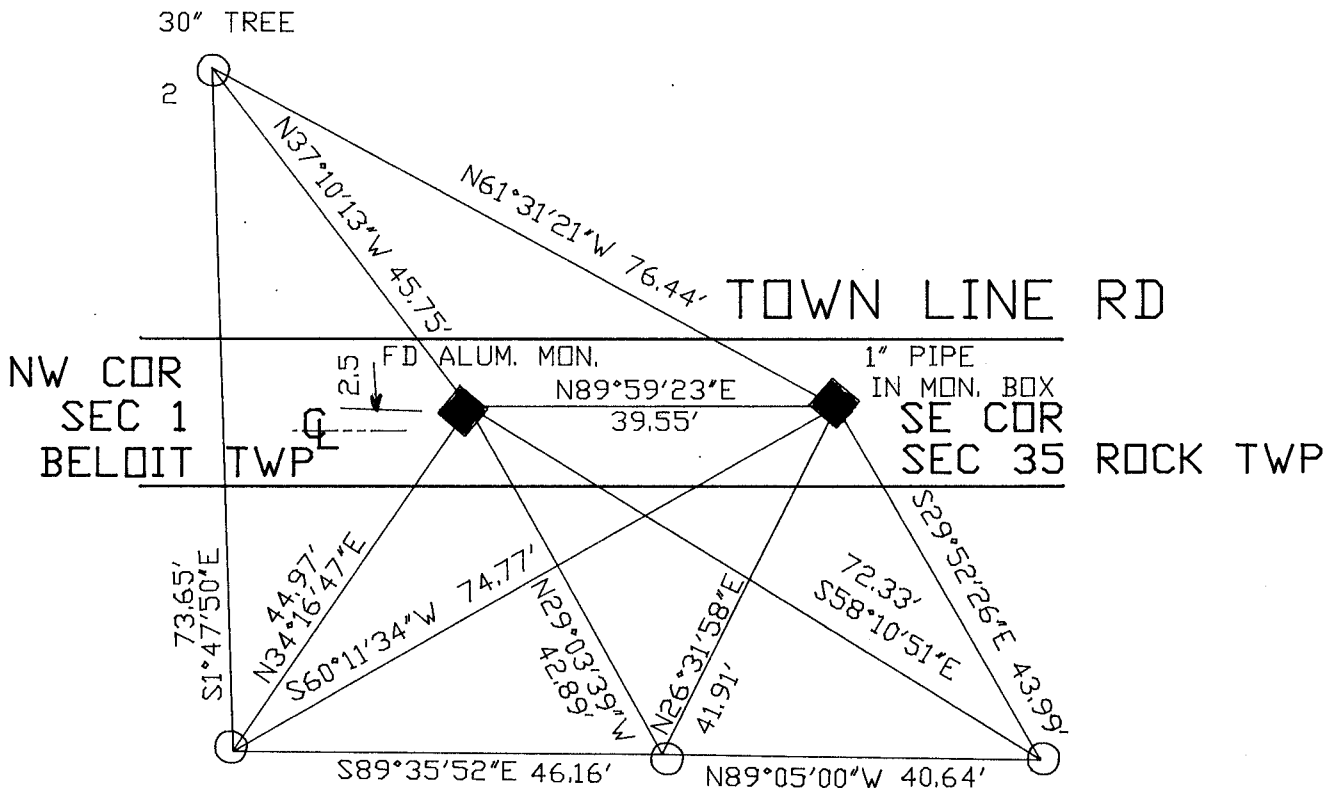 30" TREE
2
N37°10'13"W 45.75'
N61°31'21"W 76.44'
TOWN LINE RD
NW COR
SEC 1
BELOIT TWP
2.5
FD ALUM. MON.
1" PIPE
IN MON. BOX
N89°59'23"E
39.55'
CL
SE COR
SEC 35 ROCK TWP
73.65'
S1°47'50"E
44.97'
N34°16'47"E
S60°11'34"W 74.77'
N29°03'39"W
42.89'
N26°31'58"E
41.91'
72.33'
S58°10'51"E
S29°52'26"E 43.99'
S89°35'52"E 46.16'
N89°05'00"W 40.64'